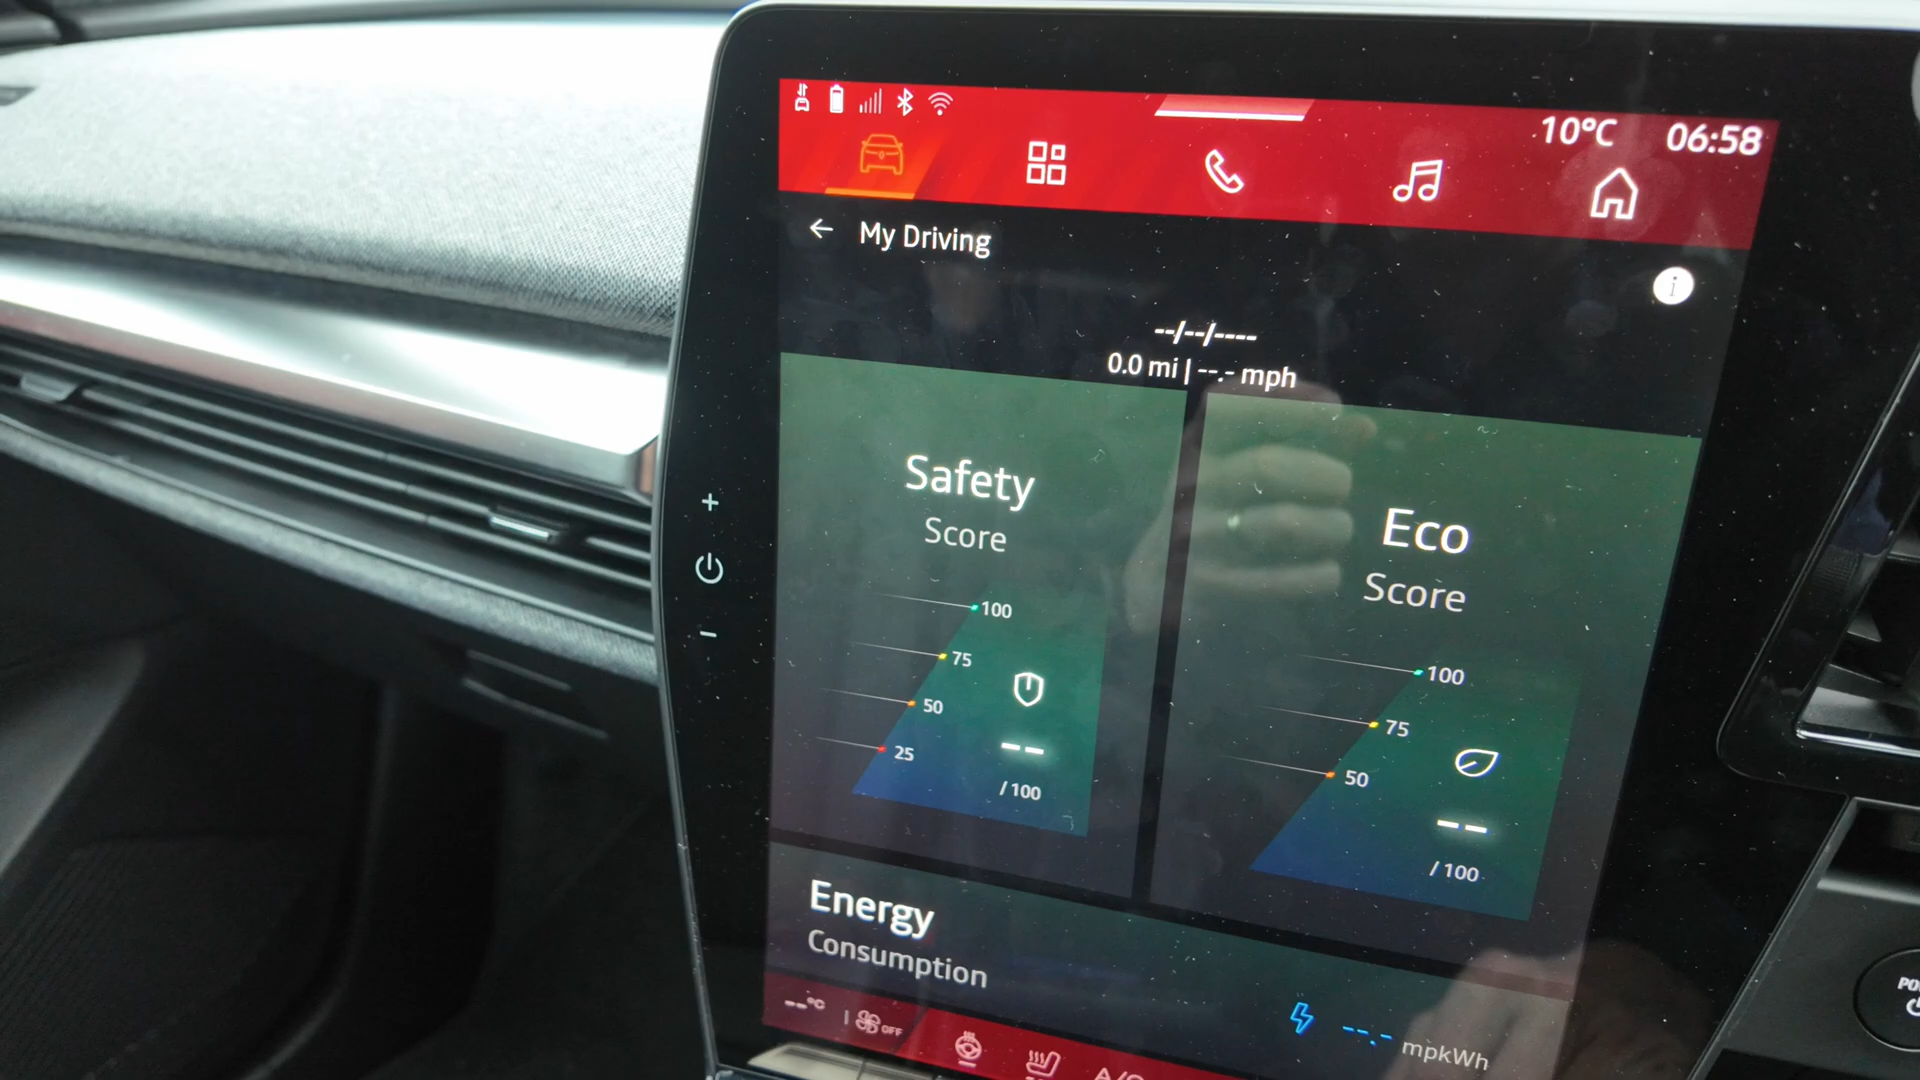 10°C 06:58
My Driving
i
--/--/----
0.0 mi | --.- mph
Safety
Score
100
75
50
25
--
/ 100
Eco
Score
100
75
50
--
/ 100
Energy
Consumption
--.- mpkWh
--°C | OFF